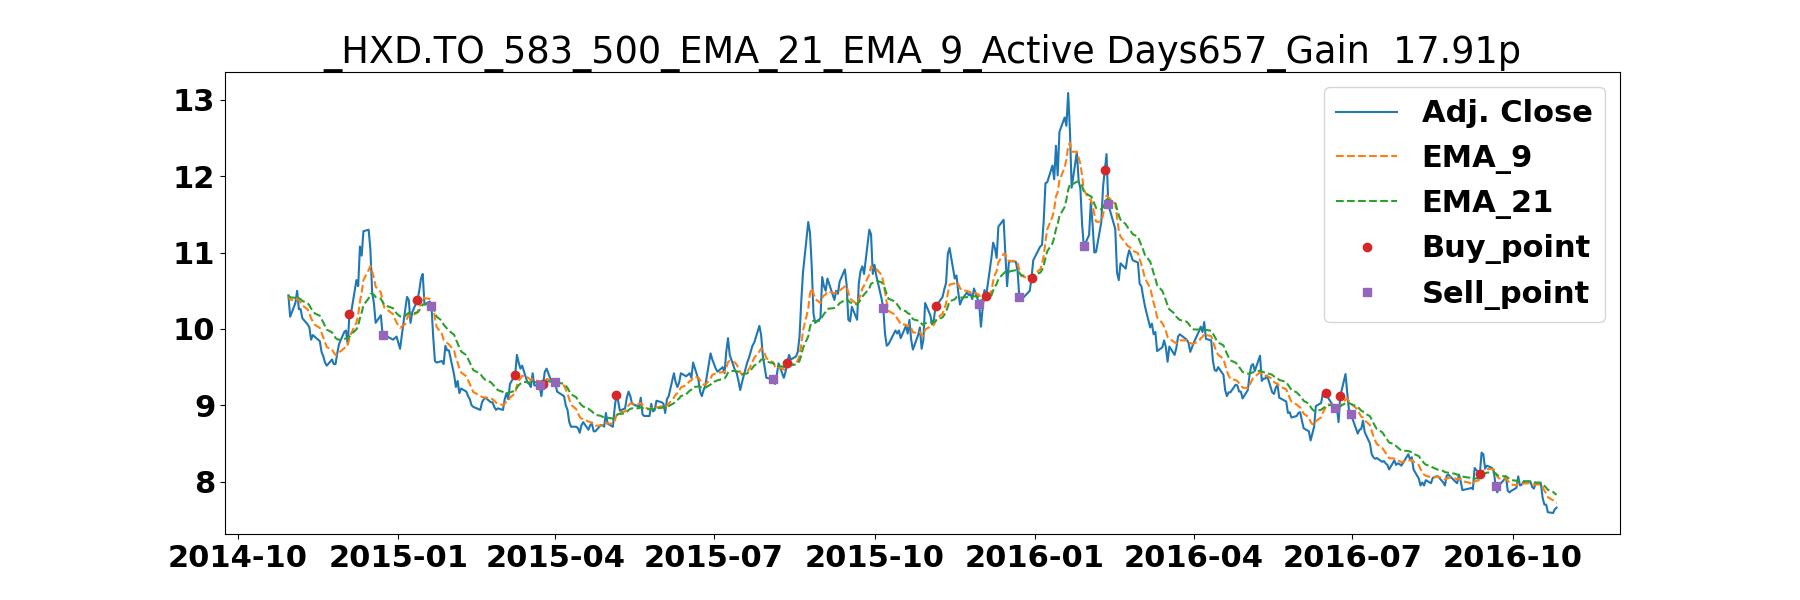 _HXD.TO_583_500_EMA_21_EMA_9_Active Days657_Gain  17.91p
13
12
11
10
9
8
Adj. Close
EMA_9
EMA_21
Buy_point
Sell_point
2014-10 2015-01 2015-04 2015-07 2015-10 2016-01 2016-04 2016-07 2016-10